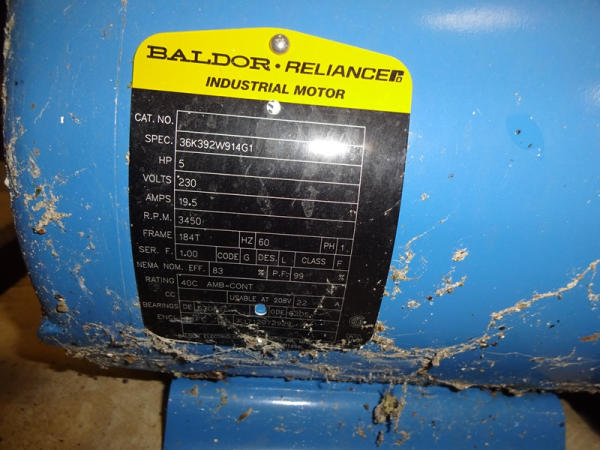 BALDOR · RELIANCE
INDUSTRIAL MOTOR
CAT. NO.
SPEC. 36K392W914G1
HP 5
VOLTS 230
AMPS 19.5
R.P.M. 3450
FRAME 184T HZ 60 PH 1
SER. F. 1.00 CODE G DES. L CLASS F
NEMA NOM. EFF. 83 % P.F. 99 %
RATING 40C AMB-CONT
CC USABLE AT 208V 22 A
BEARINGS DE ODE
ENCL